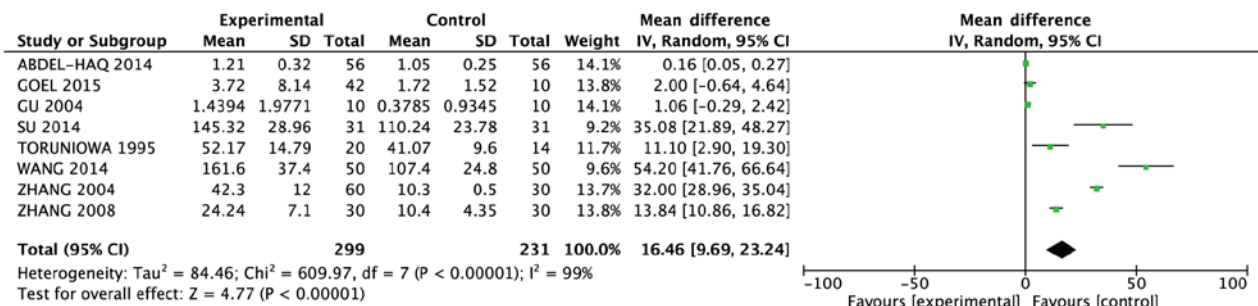 Experimental Control Mean difference Mean difference
Study or Subgroup Mean SD Total Mean SD Total Weight IV, Random, 95% CI IV, Random, 95% CI
ABDEL-HAQ 2014 1.21 0.32 56 1.05 0.25 56 14.1% 0.16 [0.05, 0.27]
GOEL 2015 3.72 8.14 42 1.72 1.52 10 13.8% 2.00 [-0.64, 4.64]
GU 2004 1.4394 1.9771 10 0.3785 0.9345 10 14.1% 1.06 [-0.29, 2.42]
SU 2014 145.32 28.96 31 110.24 23.78 31 9.2% 35.08 [21.89, 48.27]
TORUNIOWA 1995 52.17 14.79 20 41.07 9.6 14 11.7% 11.10 [2.90, 19.30]
WANG 2014 161.6 37.4 50 107.4 24.8 50 9.6% 54.20 [41.76, 66.64]
ZHANG 2004 42.3 12 60 10.3 0.5 30 13.7% 32.00 [28.96, 35.04]
ZHANG 2008 24.24 7.1 30 10.4 4.35 30 13.8% 13.84 [10.86, 16.82]
Total (95% CI) 299 231 100.0% 16.46 [9.69, 23.24]
Heterogeneity: Tau² = 84.46; Chi² = 609.97, df = 7 (P < 0.00001); I² = 99%
Test for overall effect: Z = 4.77 (P < 0.00001)
-100 -50 0 50 100
Favours [experimental] Favours [control]